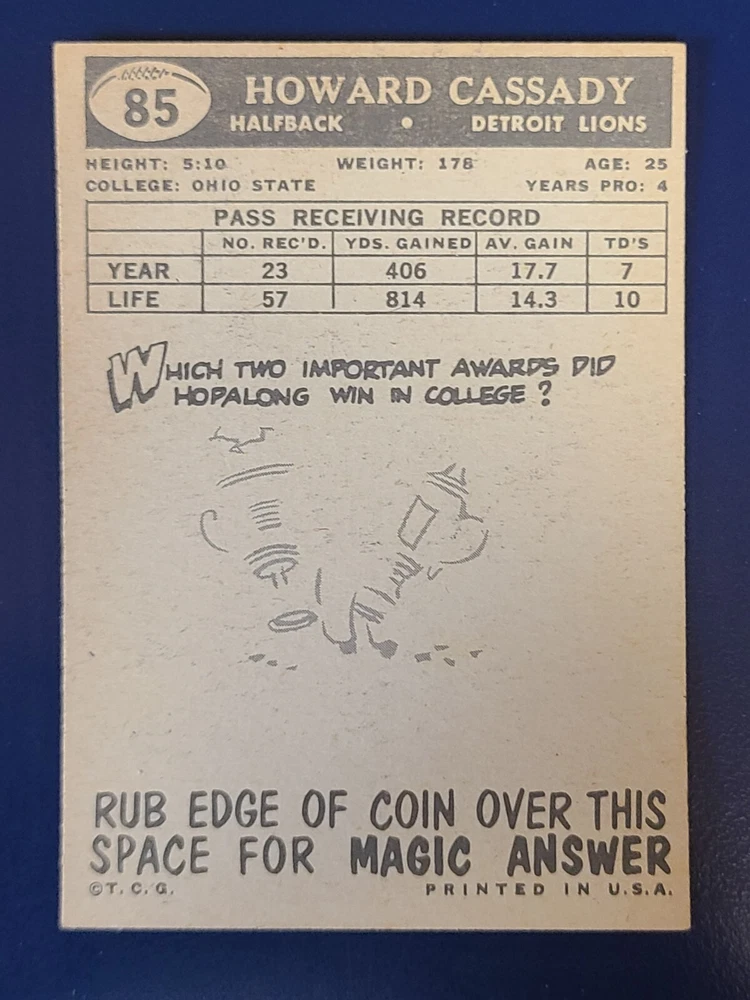 85
HOWARD CASSADY
HALFBACK • DETROIT LIONS
HEIGHT: 5:10 WEIGHT: 178 AGE: 25
COLLEGE: OHIO STATE YEARS PRO: 4
PASS RECEIVING RECORD
NO. REC'D. YDS. GAINED AV. GAIN TD'S
YEAR 23 406 17.7 7
LIFE 57 814 14.3 10
WHICH TWO IMPORTANT AWARDS DID
HOPALONG WIN IN COLLEGE ?
RUB EDGE OF COIN OVER THIS
SPACE FOR MAGIC ANSWER
©T. C. G. PRINTED IN U.S.A.